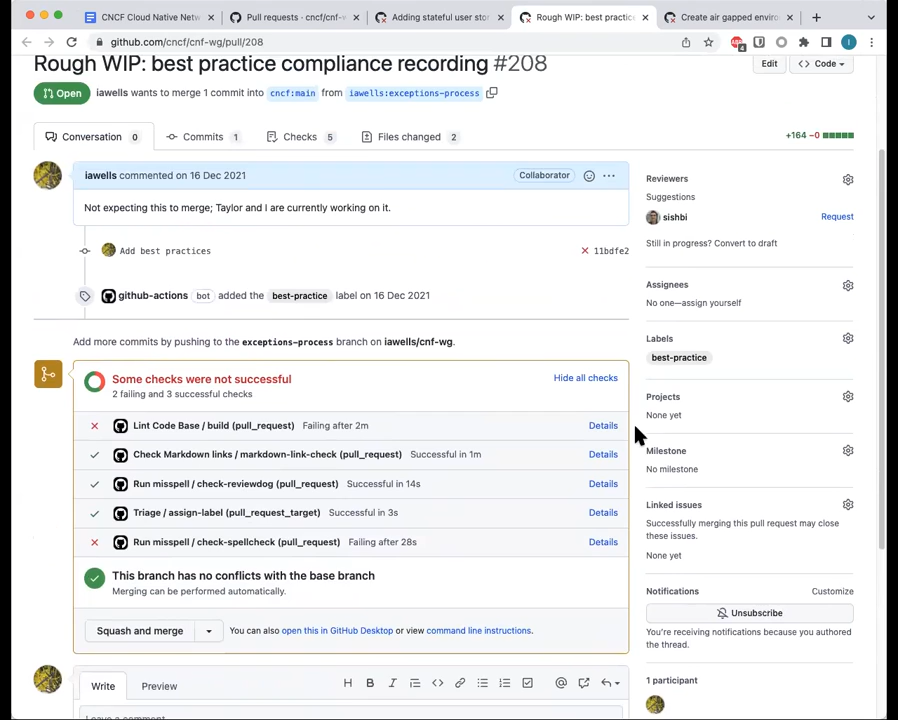 CNCF Cloud Native Netw
Pull requests · cncf/cnf-
Adding stateful user sto
Rough WIP: best practic
Create air gapped enviro
github.com/cncf/cnf-wg/pull/208
4
I
Rough WIP: best practice compliance recording #208
Edit
<> Code
Open
iawells wants to merge 1 commit into cncf:main from iawells:exceptions-process
Conversation 0
Commits 1
Checks 5
Files changed 2
+164 −0
iawells commented on 16 Dec 2021
Collaborator
Not expecting this to merge; Taylor and I are currently working on it.
Add best practices
11bdfe2
github-actions bot added the best-practice label on 16 Dec 2021
Add more commits by pushing to the exceptions-process branch on iawells/cnf-wg.
Some checks were not successful
2 failing and 3 successful checks
Hide all checks
Lint Code Base / build (pull_request) Failing after 2m
Details
Check Markdown links / markdown-link-check (pull_request) Successful in 1m
Details
Run misspell / check-reviewdog (pull_request) Successful in 14s
Details
Triage / assign-label (pull_request_target) Successful in 3s
Details
Run misspell / check-spellcheck (pull_request) Failing after 28s
Details
This branch has no conflicts with the base branch
Merging can be performed automatically.
Squash and merge
You can also open this in GitHub Desktop or view command line instructions.
Write
Preview
H B I
Leave a comment
Reviewers
Suggestions
sishbi
Request
Still in progress? Convert to draft
Assignees
No one—assign yourself
Labels
best-practice
Projects
None yet
Milestone
No milestone
Linked issues
Successfully merging this pull request may close
these issues.
None yet
Notifications
Customize
Unsubscribe
You're receiving notifications because you authored
the thread.
1 participant